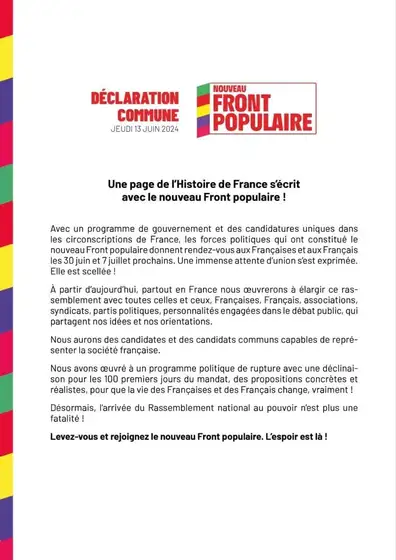 DÉCLARATION
COMMUNE
JEUDI 13 JUIN 2024
NOUVEAU
FRONT
POPULAIRE
Une page de l'Histoire de France s'écrit
avec le nouveau Front populaire !
Avec un programme de gouvernement et des candidatures uniques dans
les circonscriptions de France, les forces politiques qui ont constitué le
nouveau Front populaire donnent rendez-vous aux Françaises et aux Français
les 30 juin et 7 juillet prochains. Une immense attente d'union s'est exprimée.
Elle est scellée !
À partir d'aujourd'hui, partout en France nous œuvrerons à élargir ce ras-
semblement avec toutes celles et ceux, Françaises, Français, associations,
syndicats, partis politiques, personnalités engagées dans le débat public, qui
partagent nos idées et nos orientations.
Nous aurons des candidates et des candidats communs capables de repré-
senter la société française.
Nous avons œuvré à un programme politique de rupture avec une déclinai-
son pour les 100 premiers jours du mandat, des propositions concrètes et
réalistes, pour que la vie des Françaises et des Français change, vraiment !
Désormais, l'arrivée du Rassemblement national au pouvoir n'est plus une
fatalité !
Levez-vous et rejoignez le nouveau Front populaire. L'espoir est là !